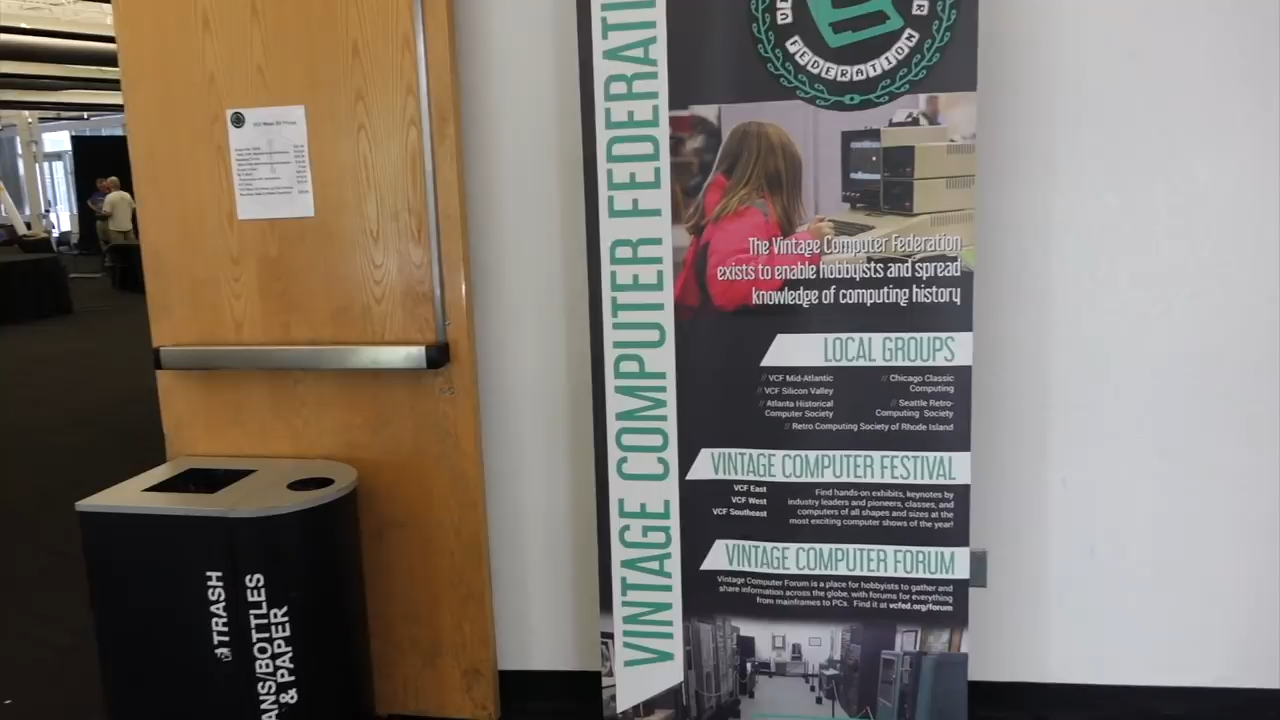 VCF West
TRASH
CANS/BOTTLES
& PAPER
VINTAGE COMPUTER FEDERATI
FEDERATION
The Vintage Computer Federation
exists to enable hobbyists and spread
knowledge of computing history
LOCAL GROUPS
// VCF Mid-Atlantic
// VCF Silicon Valley
// Atlanta Historical
Computer Society
// Chicago Classic
Computing
// Seattle Retro-
Computing Society
// Retro Computing Society of Rhode Island
VINTAGE COMPUTER FESTIVAL
VCF East
VCF West
VCF Southeast
Find hands-on exhibits, keynotes by
industry leaders and pioneers, classes, and
computers of all shapes and sizes at the
most exciting computer shows of the year!
VINTAGE COMPUTER FORUM
Vintage Computer Forum is a place for hobbyists to gather and
share information across the globe, with forums for everything
from mainframes to PCs. Find it at vcfed.org/forum